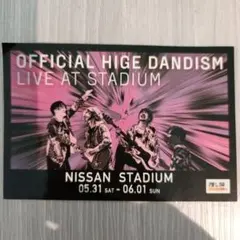 OFFICIAL HIGE DANDISM
LIVE AT STADIUM
NISSAN STADIUM
05.31 SAT - 06.01 SUN